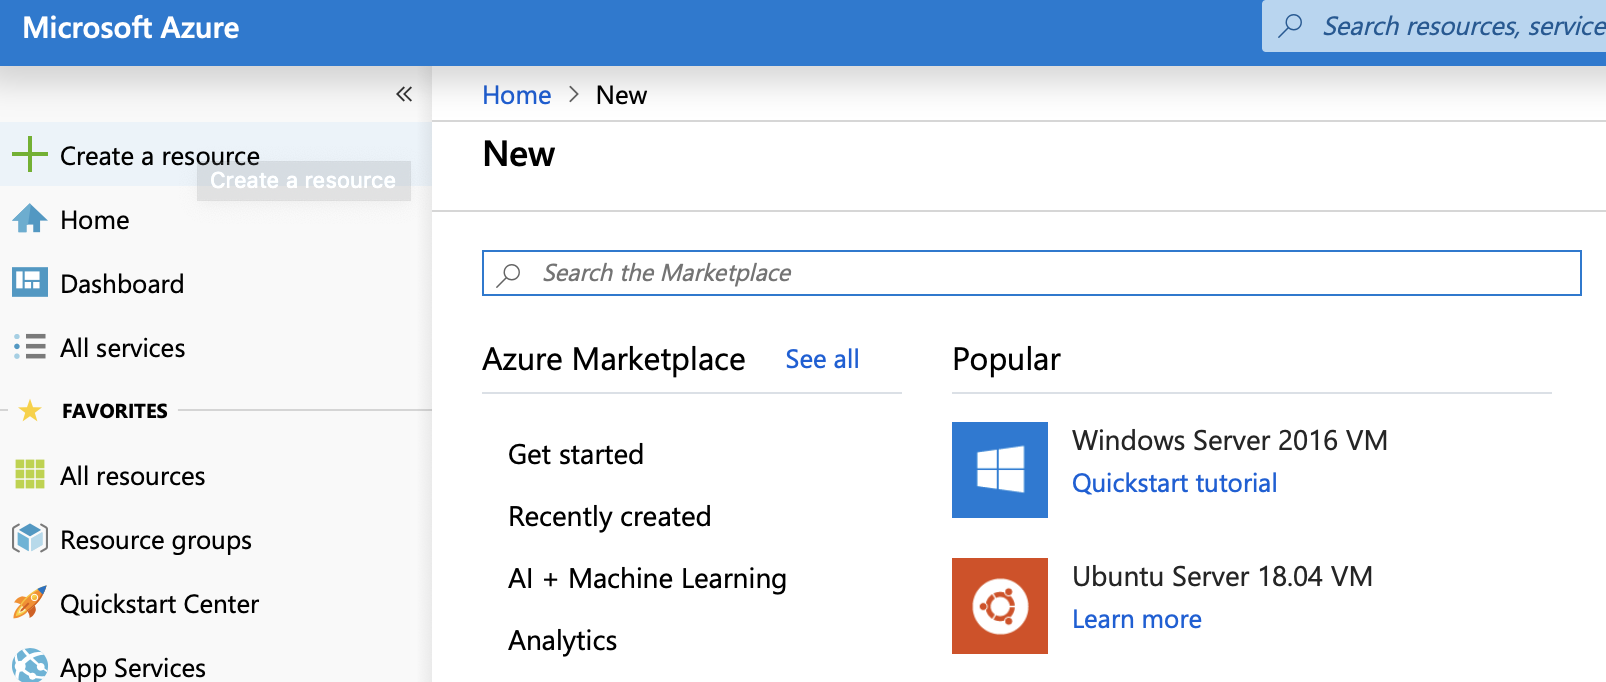 Microsoft Azure
Search resources, service
Create a resource
Create a resource
Home
Dashboard
All services
FAVORITES
All resources
Resource groups
Quickstart Center
App Services
Home > New
New
Search the Marketplace
Azure Marketplace See all
Get started
Recently created
AI + Machine Learning
Analytics
Popular
Windows Server 2016 VM
Quickstart tutorial
Ubuntu Server 18.04 VM
Learn more